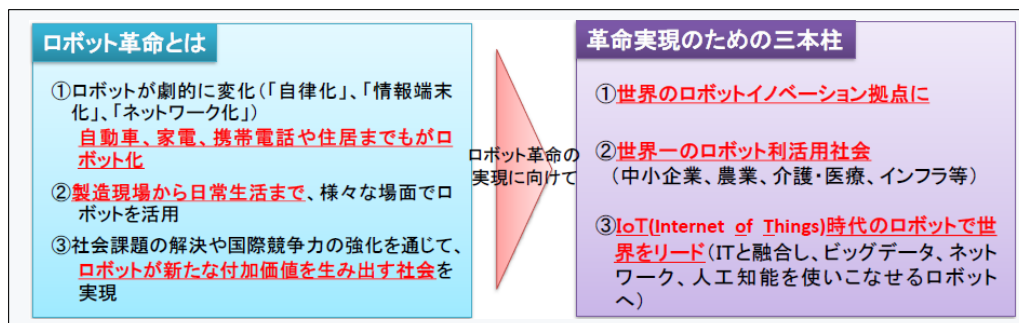 ロボット革命とは
①ロボットが劇的に変化(「自律化」、「情報端末
化」、「ネットワーク化」)
自動車、家電、携帯電話や住居までもがロ
ボット化
②製造現場から日常生活まで、様々な場面でロ
ボットを活用
③社会課題の解決や国際競争力の強化を通じて、
ロボットが新たな付加価値を生み出す社会を
実現
ロボット革命の
実現に向けて
革命実現のための三本柱
①世界のロボットイノベーション拠点に
②世界一のロボット利活用社会
(中小企業、農業、介護・医療、インフラ等)
③IoT(Internet of Things)時代のロボットで世
界をリード(ITと融合し、ビッグデータ、ネット
ワーク、人工知能を使いこなせるロボット
へ)